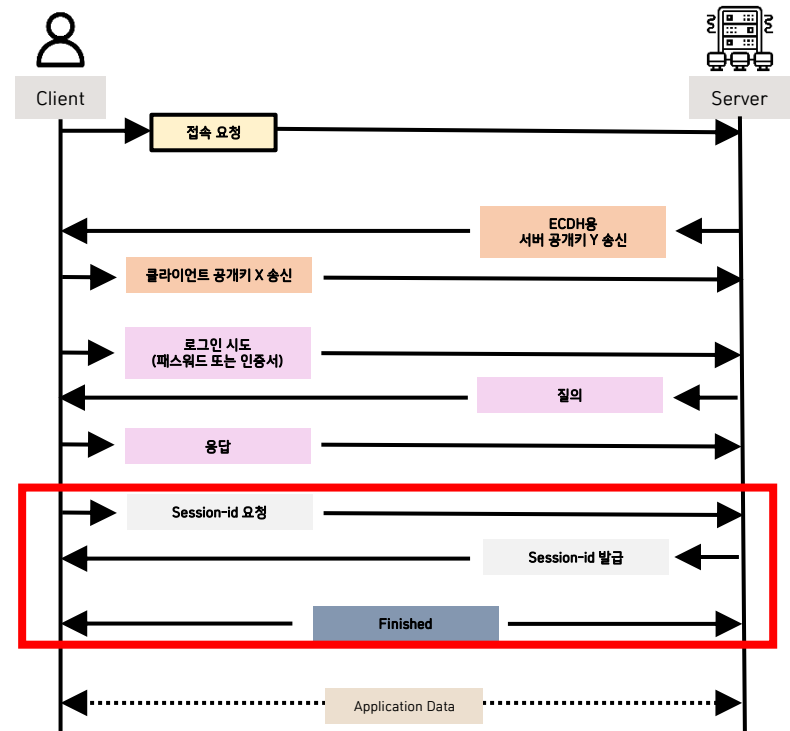 Client
Server
접속 요청
ECDH용
서버 공개키 Y 송신
클라이언트 공개키 X 송신
로그인 시도
(패스워드 또는 인증서)
질의
응답
Session-id 요청
Session-id 발급
Finished
Application Data